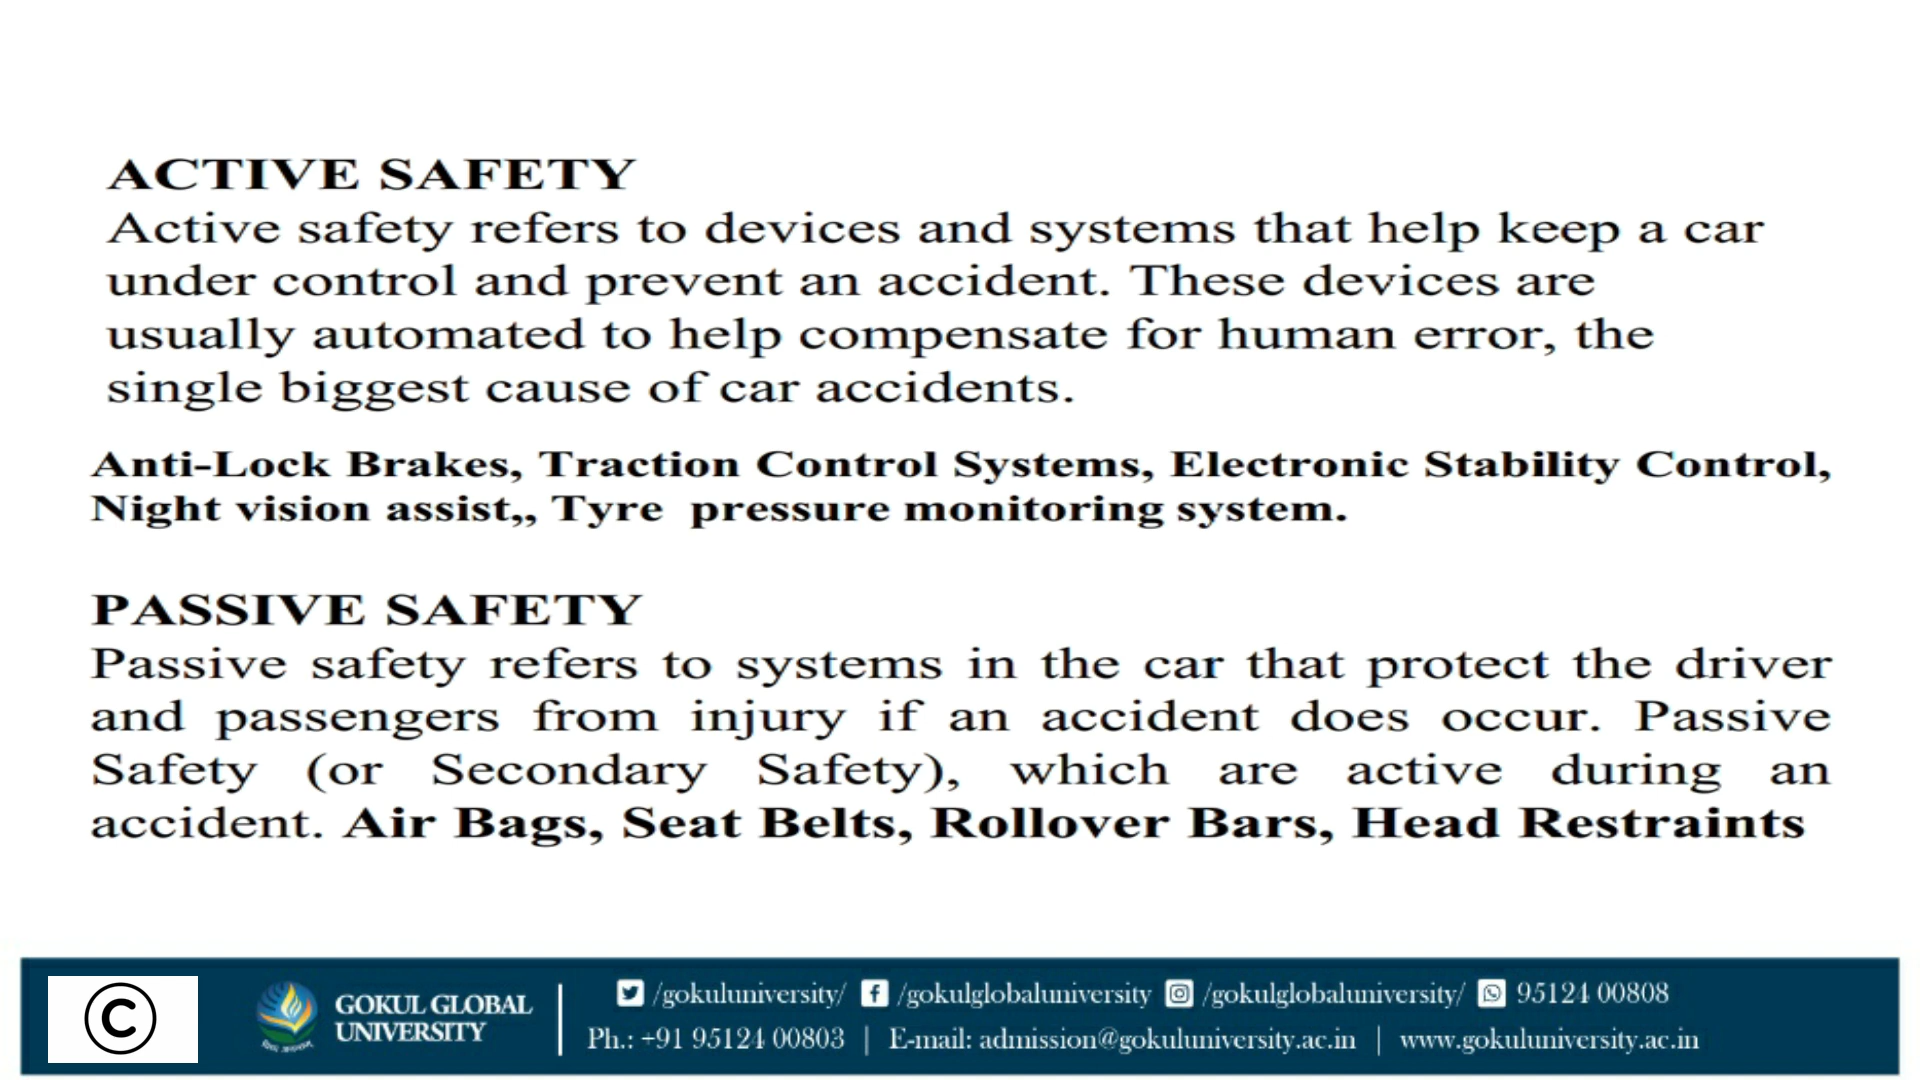 ACTIVE SAFETY
Active safety refers to devices and systems that help keep a car
under control and prevent an accident. These devices are
usually automated to help compensate for human error, the
single biggest cause of car accidents.
Anti-Lock Brakes, Traction Control Systems, Electronic Stability Control,
Night vision assist,, Tyre pressure monitoring system.
PASSIVE SAFETY
Passive safety refers to systems in the car that protect the driver
and passengers from injury if an accident does occur. Passive
Safety (or Secondary Safety), which are active during an
accident. Air Bags, Seat Belts, Rollover Bars, Head Restraints
©
GOKUL GLOBAL
UNIVERSITY
/gokuluniversity/ /gokulglobaluniversity /gokulglobaluniversity/ 95124 00808
Ph.: +91 95124 00803 | E-mail: admission@gokuluniversity.ac.in | www.gokuluniversity.ac.in